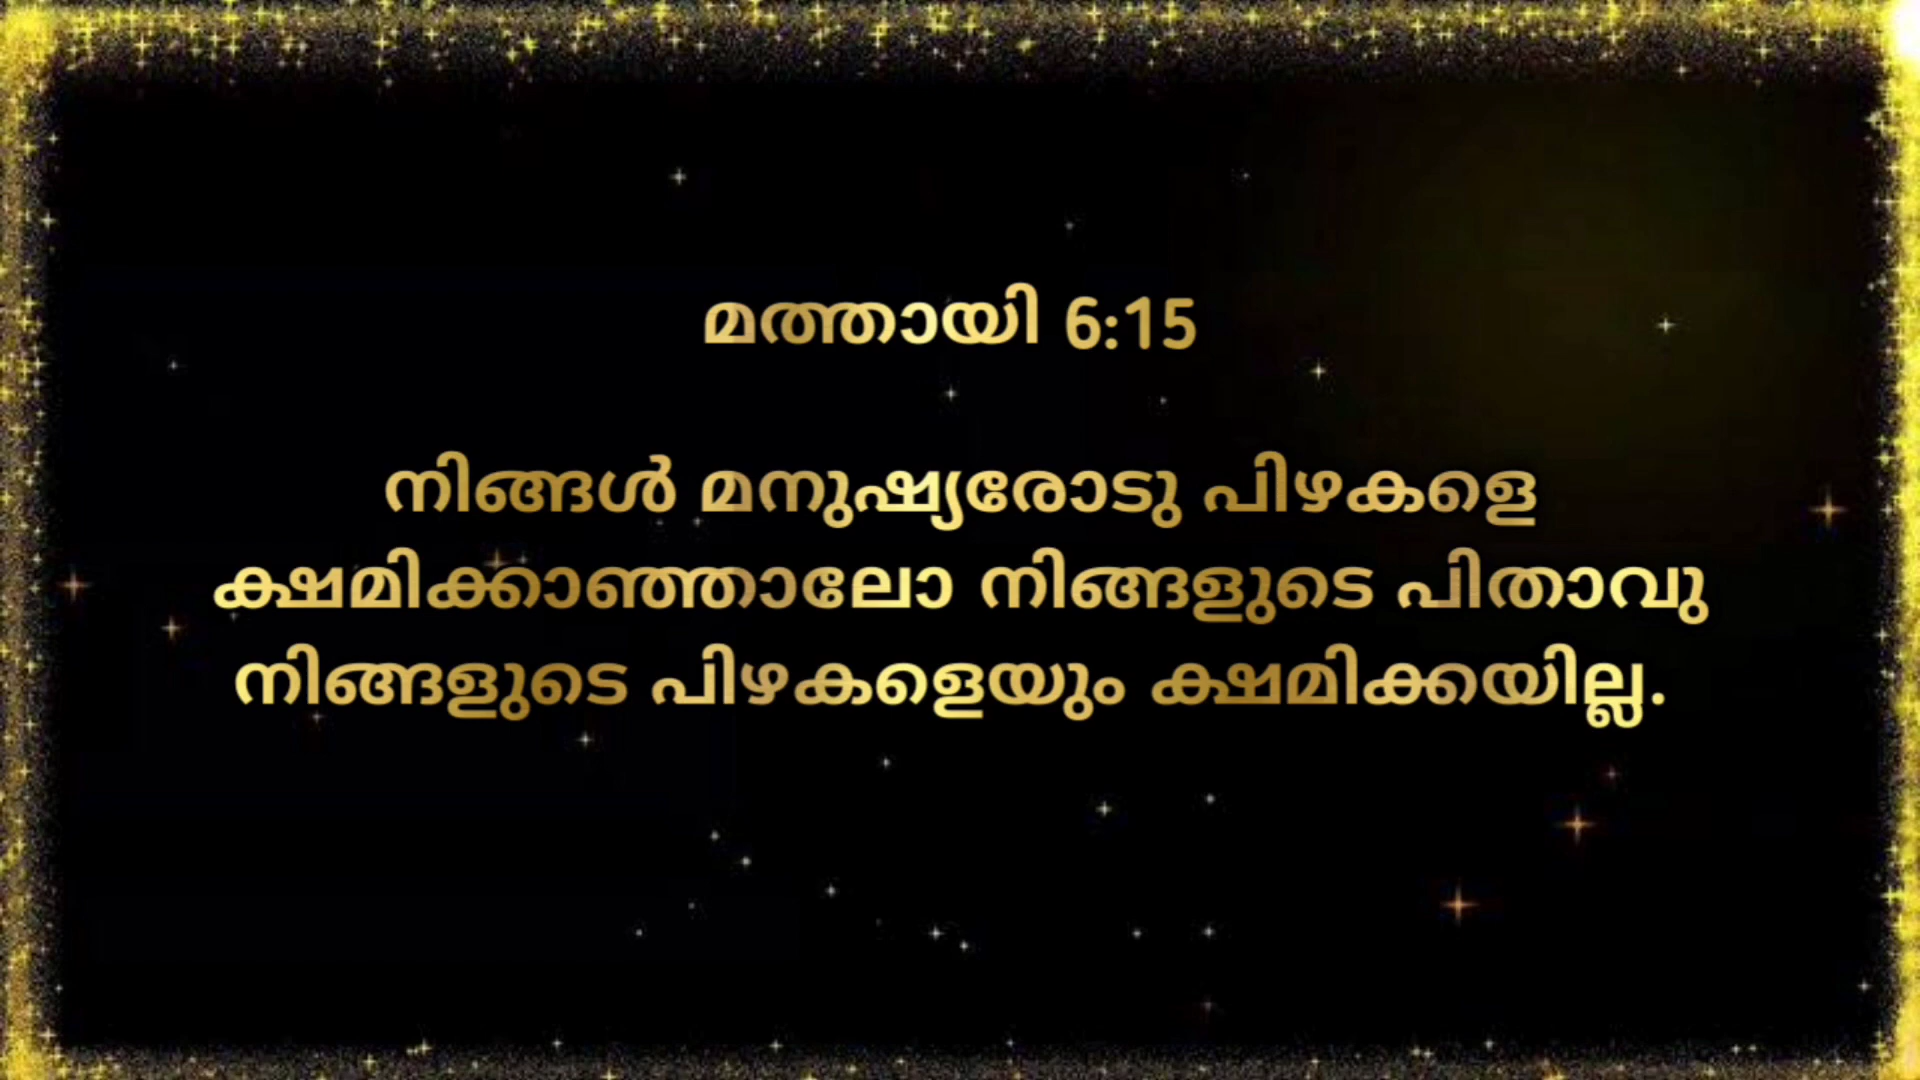 മത്തായി 6:15
നിങ്ങൾ മനുഷ്യരോടു പിഴകളെ
ക്ഷമിക്കാഞ്ഞാലോ നിങ്ങളുടെ പിതാവു
നിങ്ങളുടെ പിഴകളെയും ക്ഷമിക്കയില്ല.